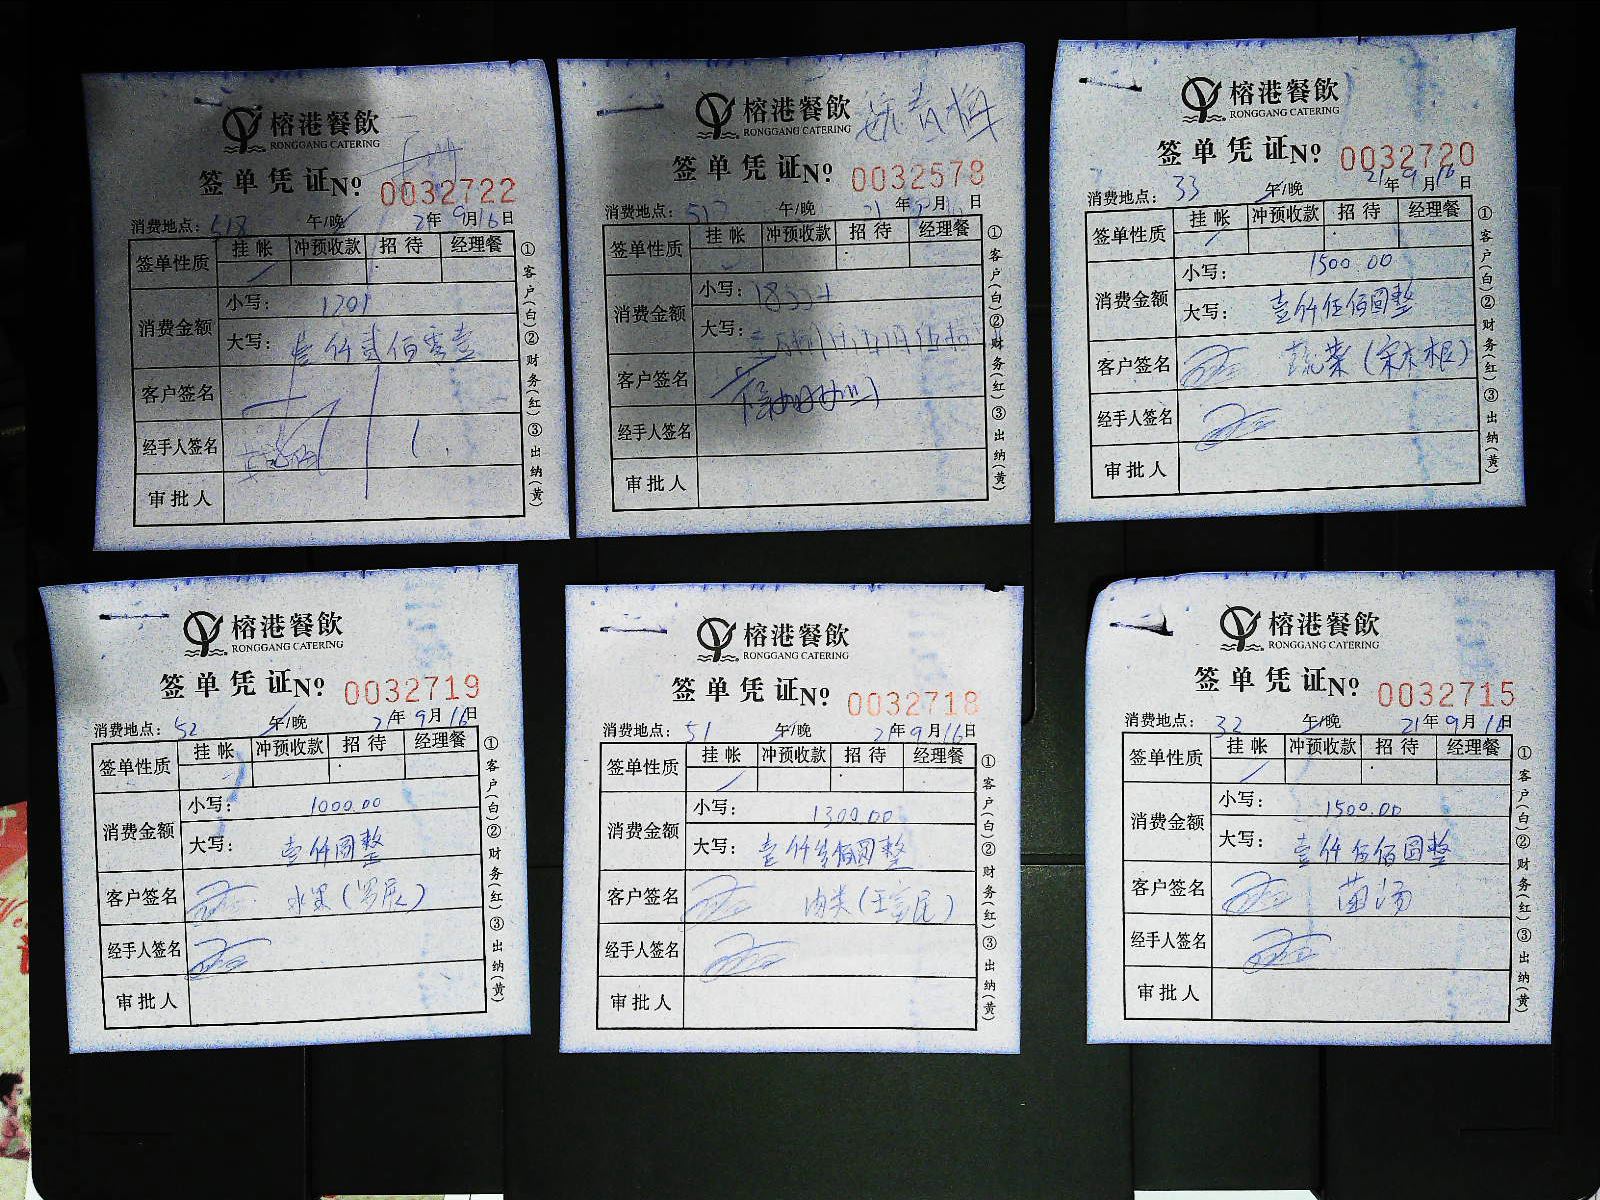 榕港餐飲
RONGGANG CATERING
签单凭证No 0032722
消费地点: 518 午/晚 21年9月16日
签单性质 挂帐 冲预收款 招待 经理餐
消费金额 小写: 1201
大写: 壹仟贰佰零壹
客户签名
经手人签名
审批人
①客户(白)②财务(红)③出纳(黄)
榕港餐飲
RONGGANG CATERING
签单凭证No 0032578
消费地点: 午/晚 21年 月 日
签单性质 挂帐 冲预收款 招待 经理餐
消费金额 小写:
大写:
客户签名
经手人签名
审批人
①客户(白)②财务(红)③出纳(黄)
榕港餐飲
RONGGANG CATERING
签单凭证No 0032720
消费地点: 33 午/晚 21年9月16日
签单性质 挂帐 冲预收款 招待 经理餐
消费金额 小写: 1500.00
大写: 壹仟伍佰圆整
客户签名 蔬菜(宋木根)
经手人签名
审批人
①客户(白)②财务(红)③出纳(黄)
榕港餐飲
RONGGANG CATERING
签单凭证No 0032719
消费地点: 52 午/晚 21年9月16日
签单性质 挂帐 冲预收款 招待 经理餐
消费金额 小写: 1000.00
大写: 壹仟圆整
客户签名 水果(罗辰)
经手人签名
审批人
①客户(白)②财务(红)③出纳(黄)
榕港餐飲
RONGGANG CATERING
签单凭证No 0032718
消费地点: 51 午/晚 21年9月16日
签单性质 挂帐 冲预收款 招待 经理餐
消费金额 小写: 1300.00
大写: 壹仟叁佰圆整
客户签名 肉类(王富民)
经手人签名
审批人
①客户(白)②财务(红)③出纳(黄)
榕港餐飲
RONGGANG CATERING
签单凭证No 0032715
消费地点: 32 午/晚 21年9月16日
签单性质 挂帐 冲预收款 招待 经理餐
消费金额 小写: 1500.00
大写: 壹仟伍佰圆整
客户签名 菌汤
经手人签名
审批人
①客户(白)②财务(红)③出纳(黄)